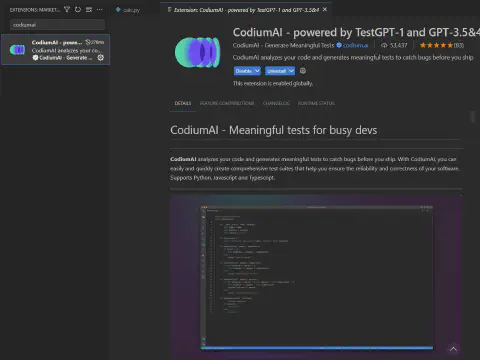 EXTENSIONS: MARKET...
codiumai
CodiumAI - powe...
278ms
CodiumAI analyzes your co...
CodiumAI - Generate ...
calc.py
Extension: CodiumAI - powered by TestGPT-1 and GPT-3.5&4
CodiumAI - powered by TestGPT-1 and GPT-3.5&4
CodiumAI - Generate Meaningful Tests
codium.ai
53,437
(93)
CodiumAI analyzes your code and generates meaningful tests to catch bugs before you ship
Disable
Uninstall
This extension is enabled globally.
DETAILS FEATURE CONTRIBUTIONS CHANGELOG RUNTIME STATUS
CodiumAI - Meaningful tests for busy devs
CodiumAI analyzes your code and generates meaningful tests to catch bugs before you ship. With CodiumAI, you can
easily and quickly create comprehensive test suites that help you ensure the reliability and correctness of your software.
Supports Python, Javascript and Typescript.